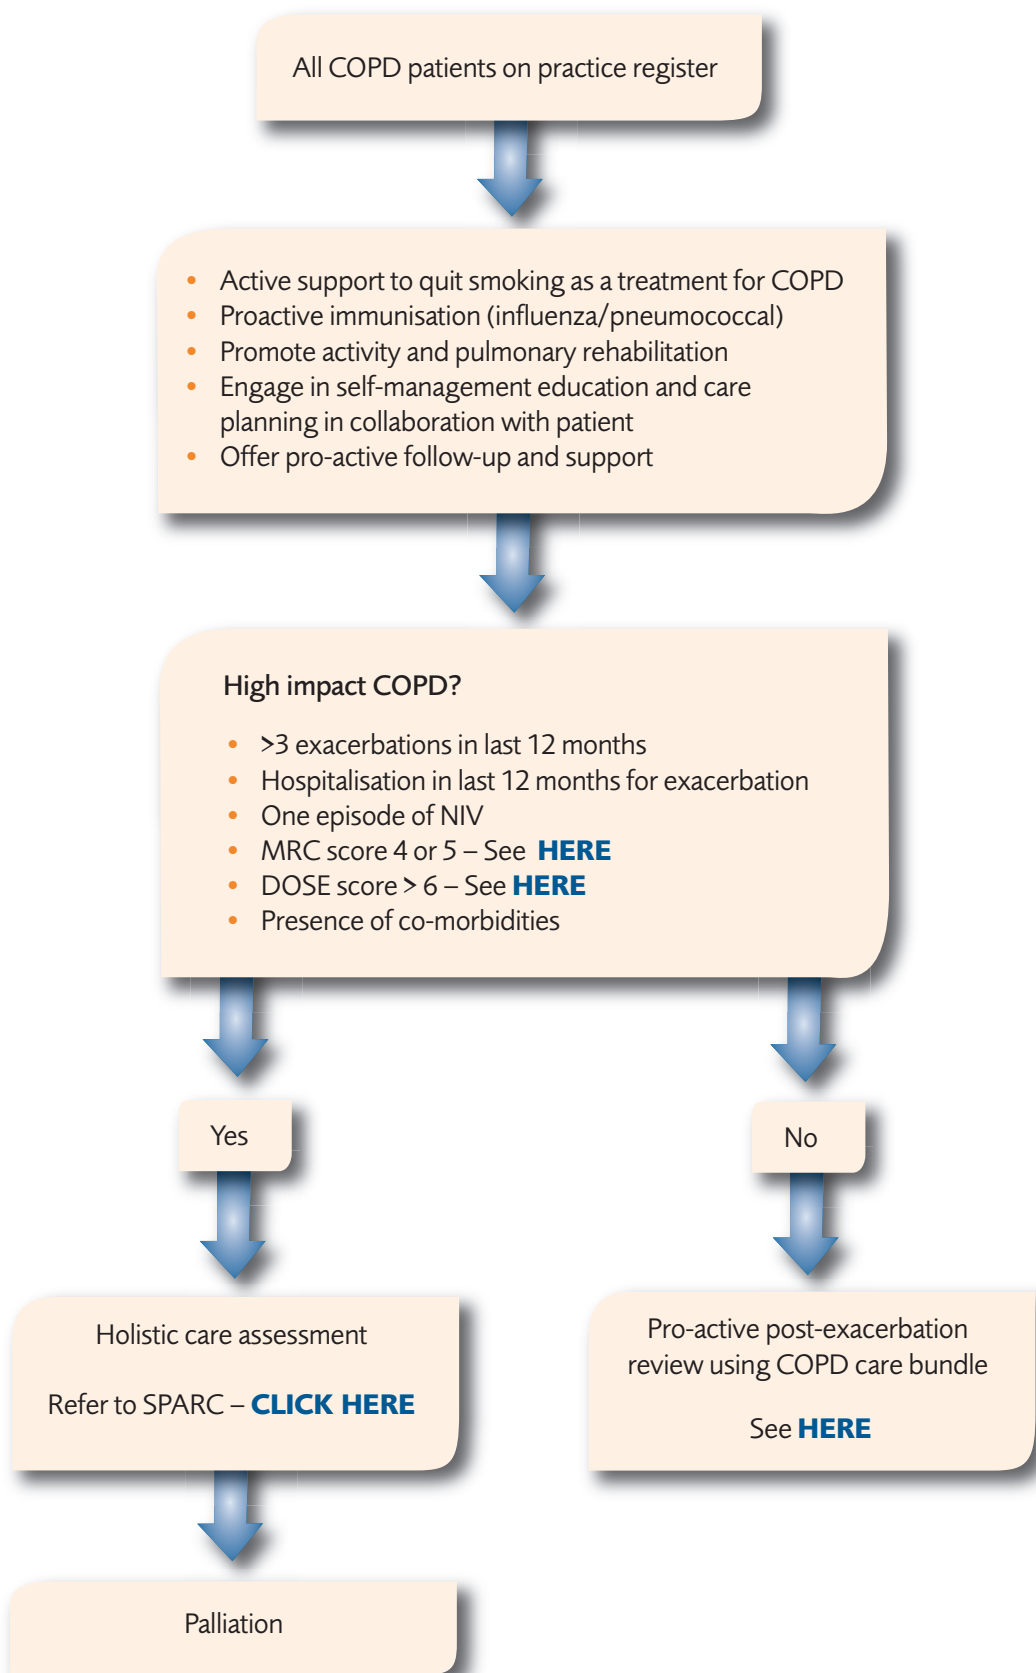 All COPD patients on practice register
• Active support to quit smoking as a treatment for COPD
• Proactive immunisation (influenza/pneumococcal)
• Promote activity and pulmonary rehabilitation
• Engage in self-management education and care
planning in collaboration with patient
• Offer pro-active follow-up and support
High impact COPD?
• >3 exacerbations in last 12 months
• Hospitalisation in last 12 months for exacerbation
• One episode of NIV
• MRC score 4 or 5 – See HERE
• DOSE score > 6 – See HERE
• Presence of co-morbidities
Yes
No
Holistic care assessment
Refer to SPARC – CLICK HERE
Pro-active post-exacerbation
review using COPD care bundle
See HERE
Palliation